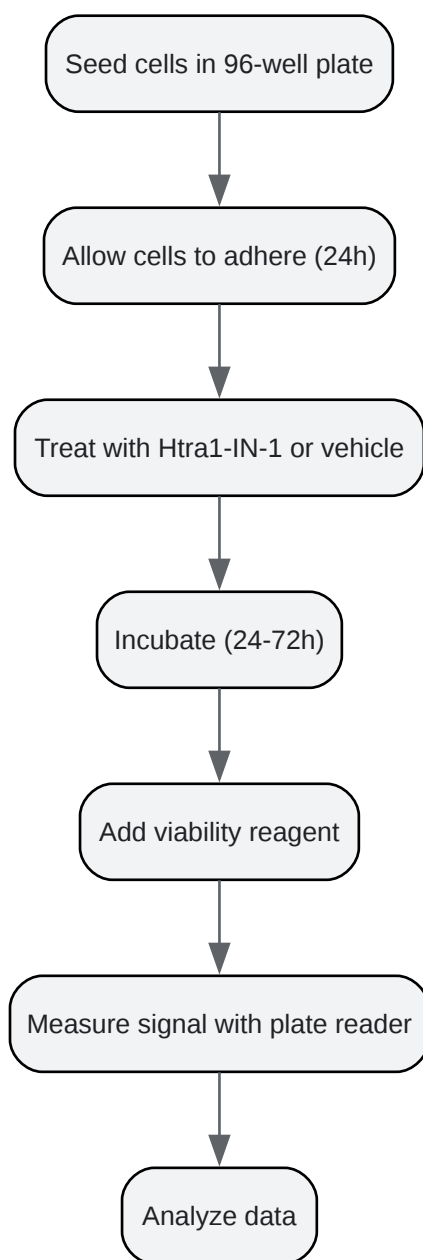 Seed cells in 96-well plate
Allow cells to adhere (24h)
Treat with Htra1-IN-1 or vehicle
Incubate (24-72h)
Add viability reagent
Measure signal with plate reader
Analyze data